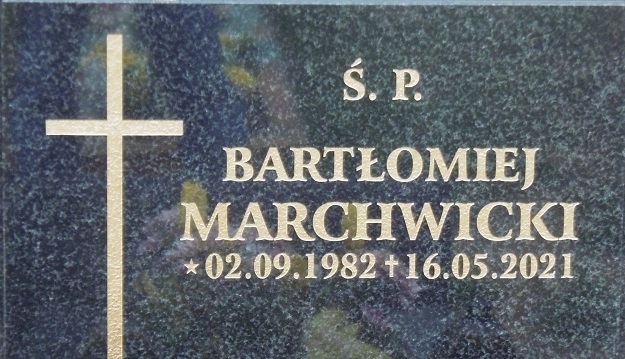 Ś. P.
BARTŁOMIEJ
MARCHWICKI
★02.09.1982 ✝ 16.05.2021